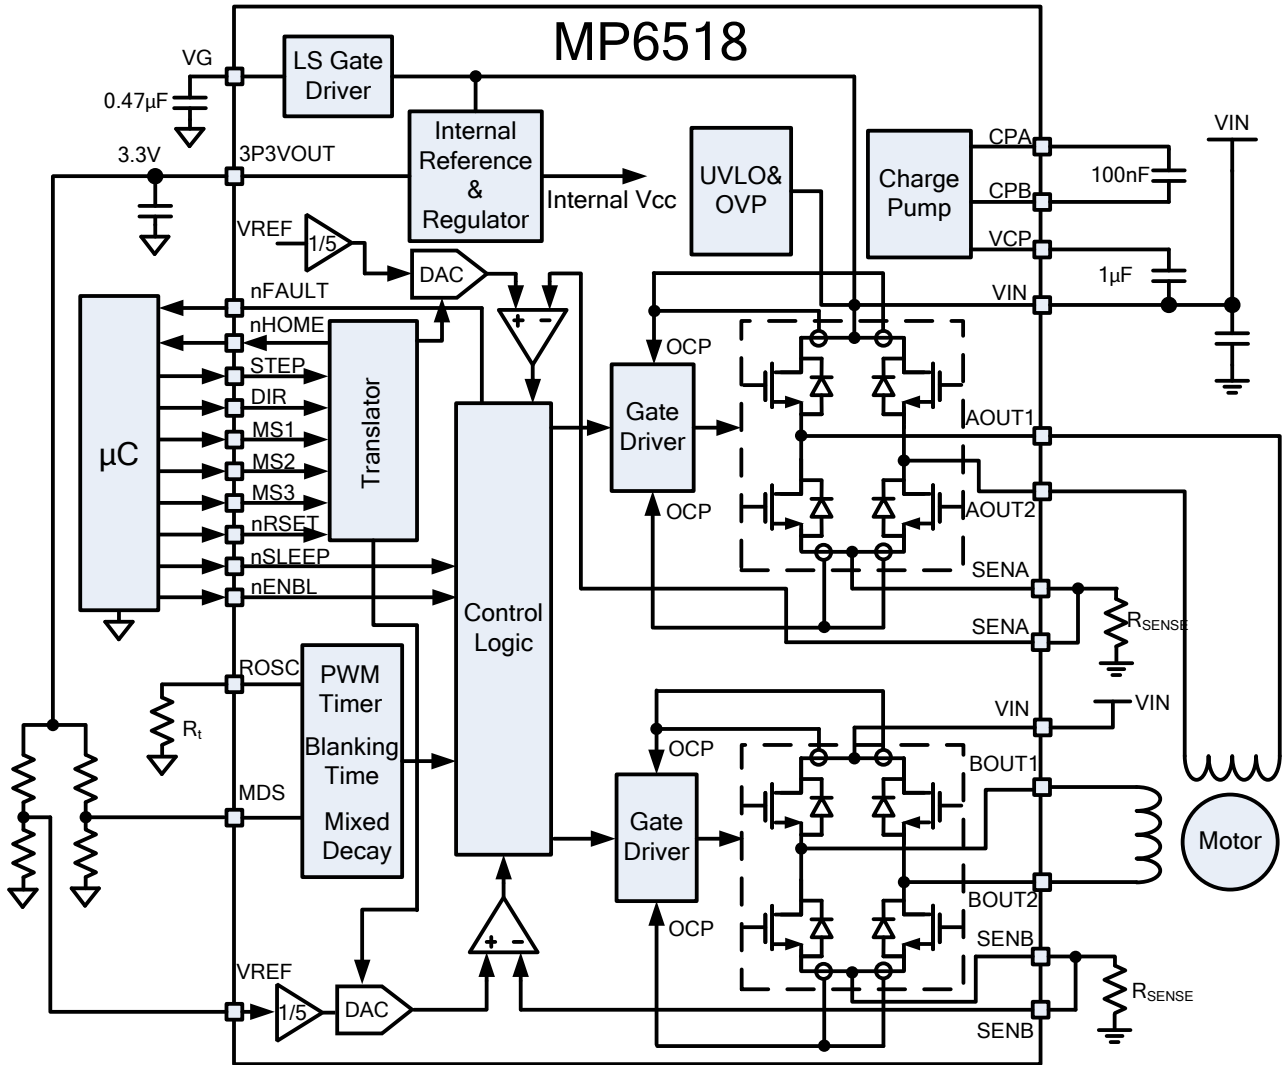 MP6518
VG
LS Gate
Driver
0.47µF
3.3V
3P3VOUT
Internal
Reference
&
Regulator
Internal Vcc
UVLO&
OVP
Charge
Pump
CPA
CPB
VCP
VIN
100nF
1µF
VIN
VREF
1/5
DAC
+ -
nFAULT
nHOME
STEP
DIR
MS1
MS2
MS3
nRSET
nSLEEP
nENBL
µC
Translator
Control
Logic
OCP
Gate
Driver
OCP
AOUT1
AOUT2
SENA
SENA
RSENSE
ROSC
Rt
MDS
PWM
Timer
Blanking
Time
Mixed
Decay
VIN
VIN
OCP
Gate
Driver
OCP
BOUT1
BOUT2
Motor
SENB
SENB
RSENSE
+ -
VREF
1/5
DAC